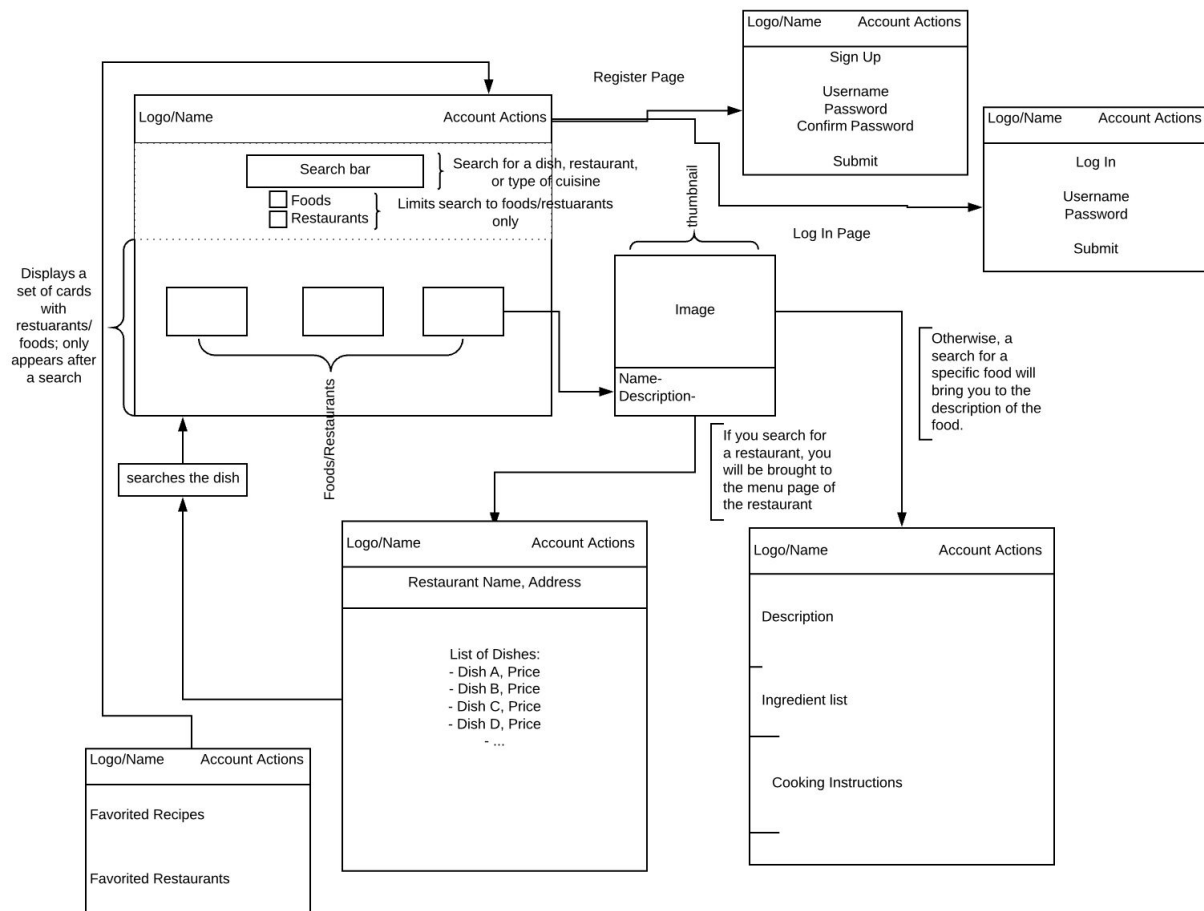 Logo/Name Account Actions
Sign Up
Username
Password
Confirm Password
Submit
Register Page
Logo/Name Account Actions
Log In
Username
Password
Submit
Log In Page
Logo/Name Account Actions
Search bar
Search for a dish, restaurant,
or type of cuisine
Foods
Restaurants
Limits search to foods/restuarants
only
Displays a
set of cards
with
restuarants/
foods; only
appears after
a search
Foods/Restaurants
thumbnail
Image
Name-
Description-
Otherwise, a
search for a
specific food will
bring you to the
description of the
food.
If you search for
a restaurant, you
will be brought to
the menu page of
the restaurant
searches the dish
Logo/Name Account Actions
Restaurant Name, Address
List of Dishes:
- Dish A, Price
- Dish B, Price
- Dish C, Price
- Dish D, Price
- ...
Logo/Name Account Actions
Description
Ingredient list
Cooking Instructions
Logo/Name Account Actions
Favorited Recipes
Favorited Restaurants